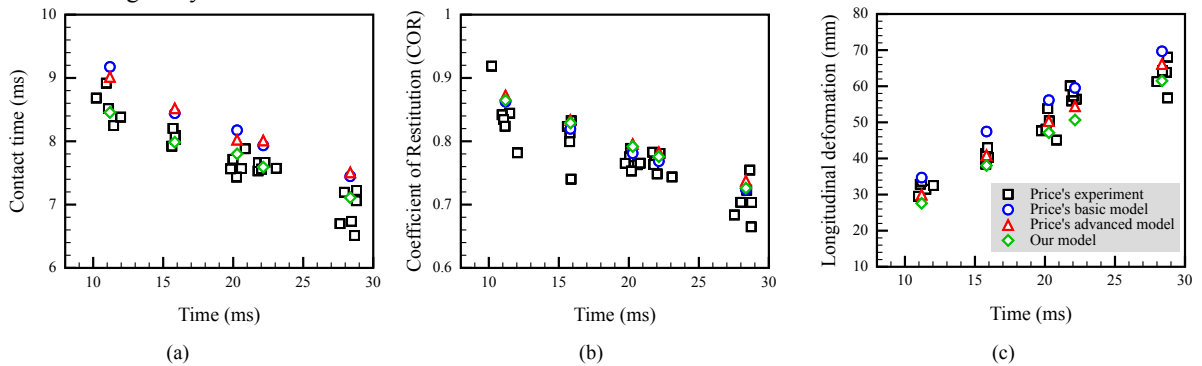 Contact time (ms)
10
9
8
7
6
10
15
20
25
30
Time (ms)
(a)
Coefficient of Restitution (COR)
1
0.9
0.8
0.7
0.6
10
15
20
25
30
Time (ms)
(b)
Longitudinal deformation (mm)
80
70
60
50
40
30
20
10
10
15
20
25
30
Time (ms)
(c)
Price's experiment
Price's basic model
Price's advanced model
Our model